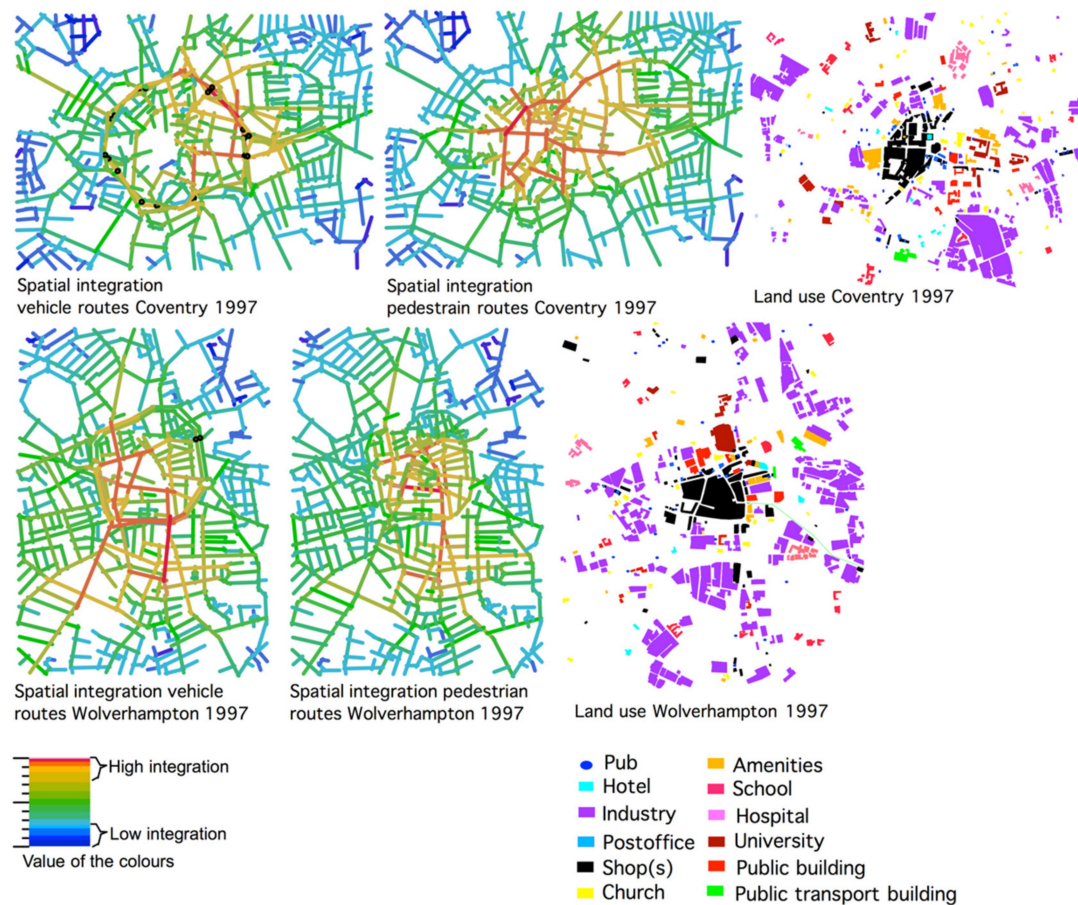 Spatial integration
vehicle routes Coventry 1997
Spatial integration
pedestrain routes Coventry 1997
Land use Coventry 1997
Spatial integration vehicle
routes Wolverhampton 1997
Spatial integration pedestrian
routes Wolverhampton 1997
Land use Wolverhampton 1997
High integration
Low integration
Value of the colours
Pub
Hotel
Industry
Postoffice
Shop(s)
Church
Amenities
School
Hospital
University
Public building
Public transport building